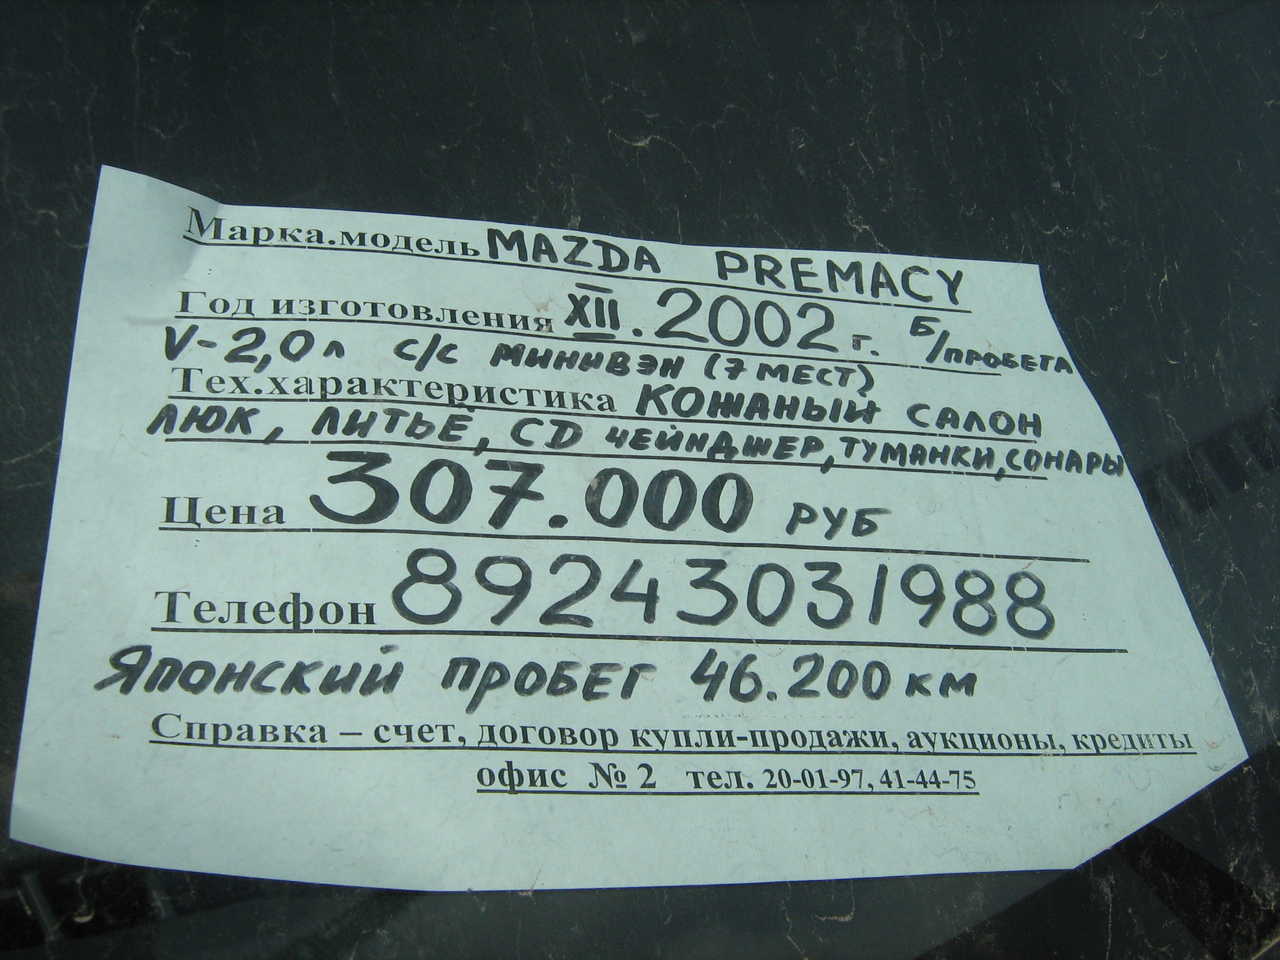 Марка.модель MAZDA PREMACY
Год изготовления XII.2002г. Б/ПРОБЕГА
V-2,0л С/С МИНИВЭН (7 МЕСТ)
Тех.характеристика КОЖАНЫЙ САЛОН
ЛЮК, ЛИТЬЁ, CD ЧЕЙНДЖЕР, ТУМАНКИ, СОНАРЫ
Цена 307.000 РУБ
Телефон 89243031988
ЯПОНСКИЙ ПРОБЕГ 46.200 КМ
Справка – счет, договор купли-продажи, аукционы, кредиты
офис № 2 тел. 20-01-97, 41-44-75